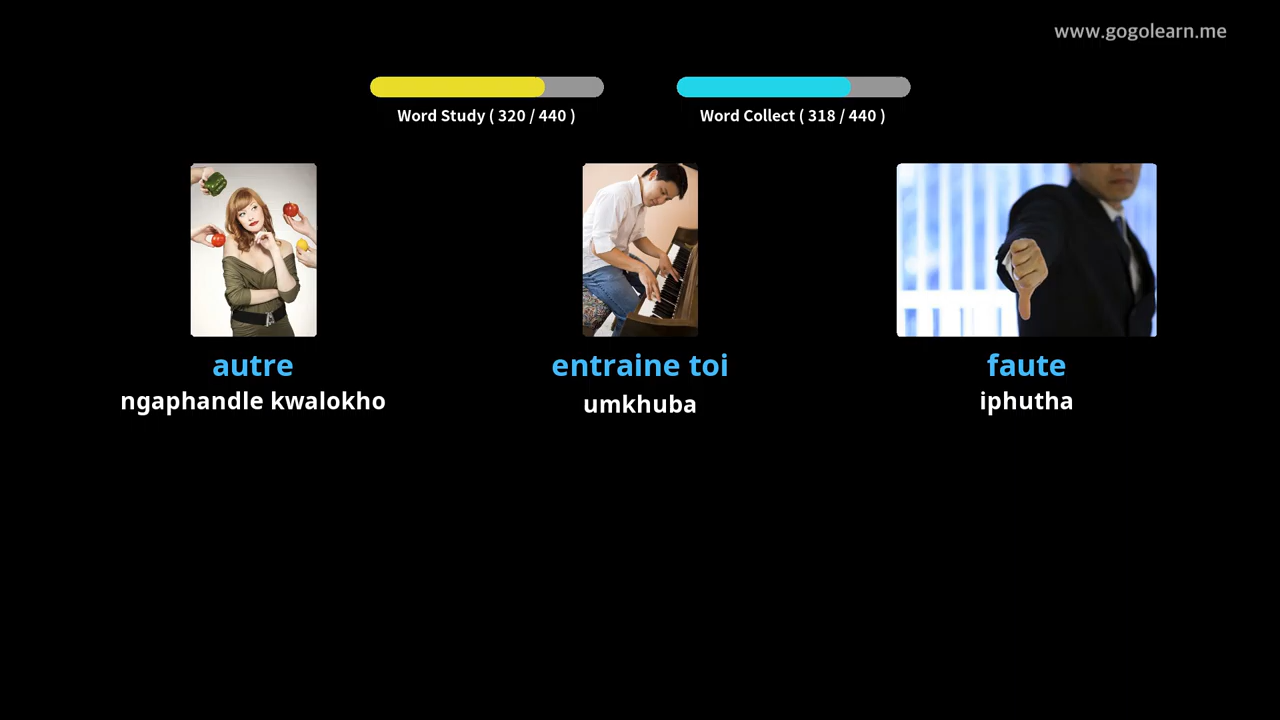 www.gogolearn.me
Word Study ( 320 / 440 )
Word Collect ( 318 / 440 )
autre
ngaphandle kwalokho
entraine toi
umkhuba
faute
iphutha